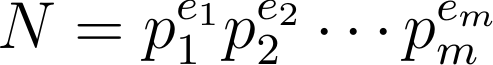 $N = p_1^{e_1} p_2^{e_2} \cdots p_m^{e_m}$